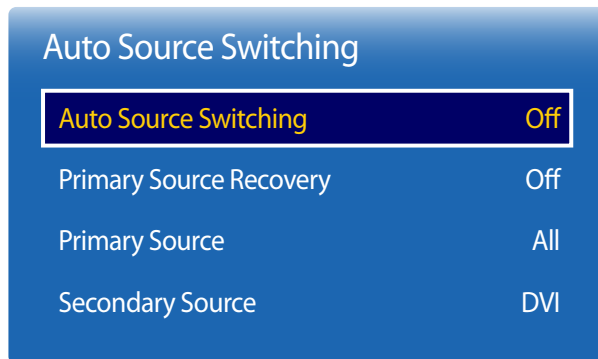 Auto Source Switching
Auto Source Switching Off
Primary Source Recovery Off
Primary Source All
Secondary Source DVI